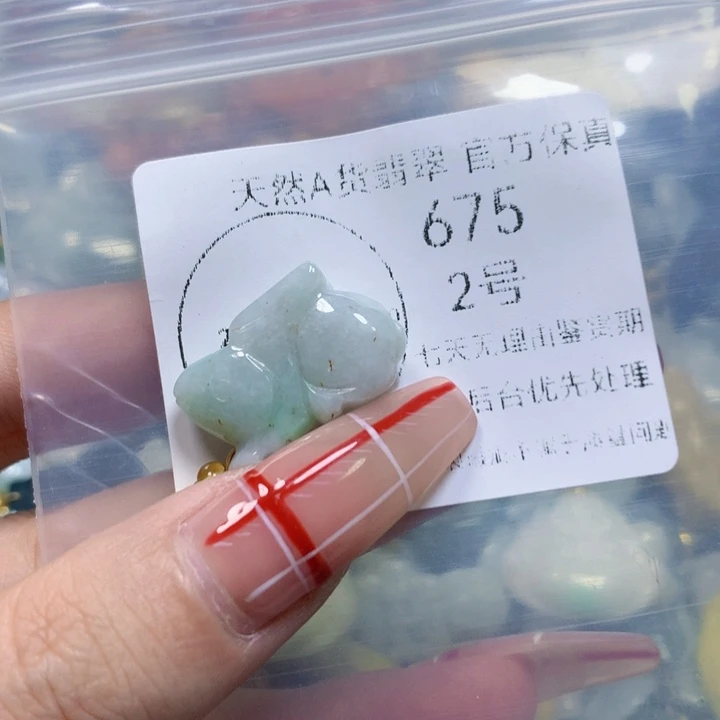 天然A货翡翠 官方保真
675
2号
七天无理由鉴赏期
后台优先处理